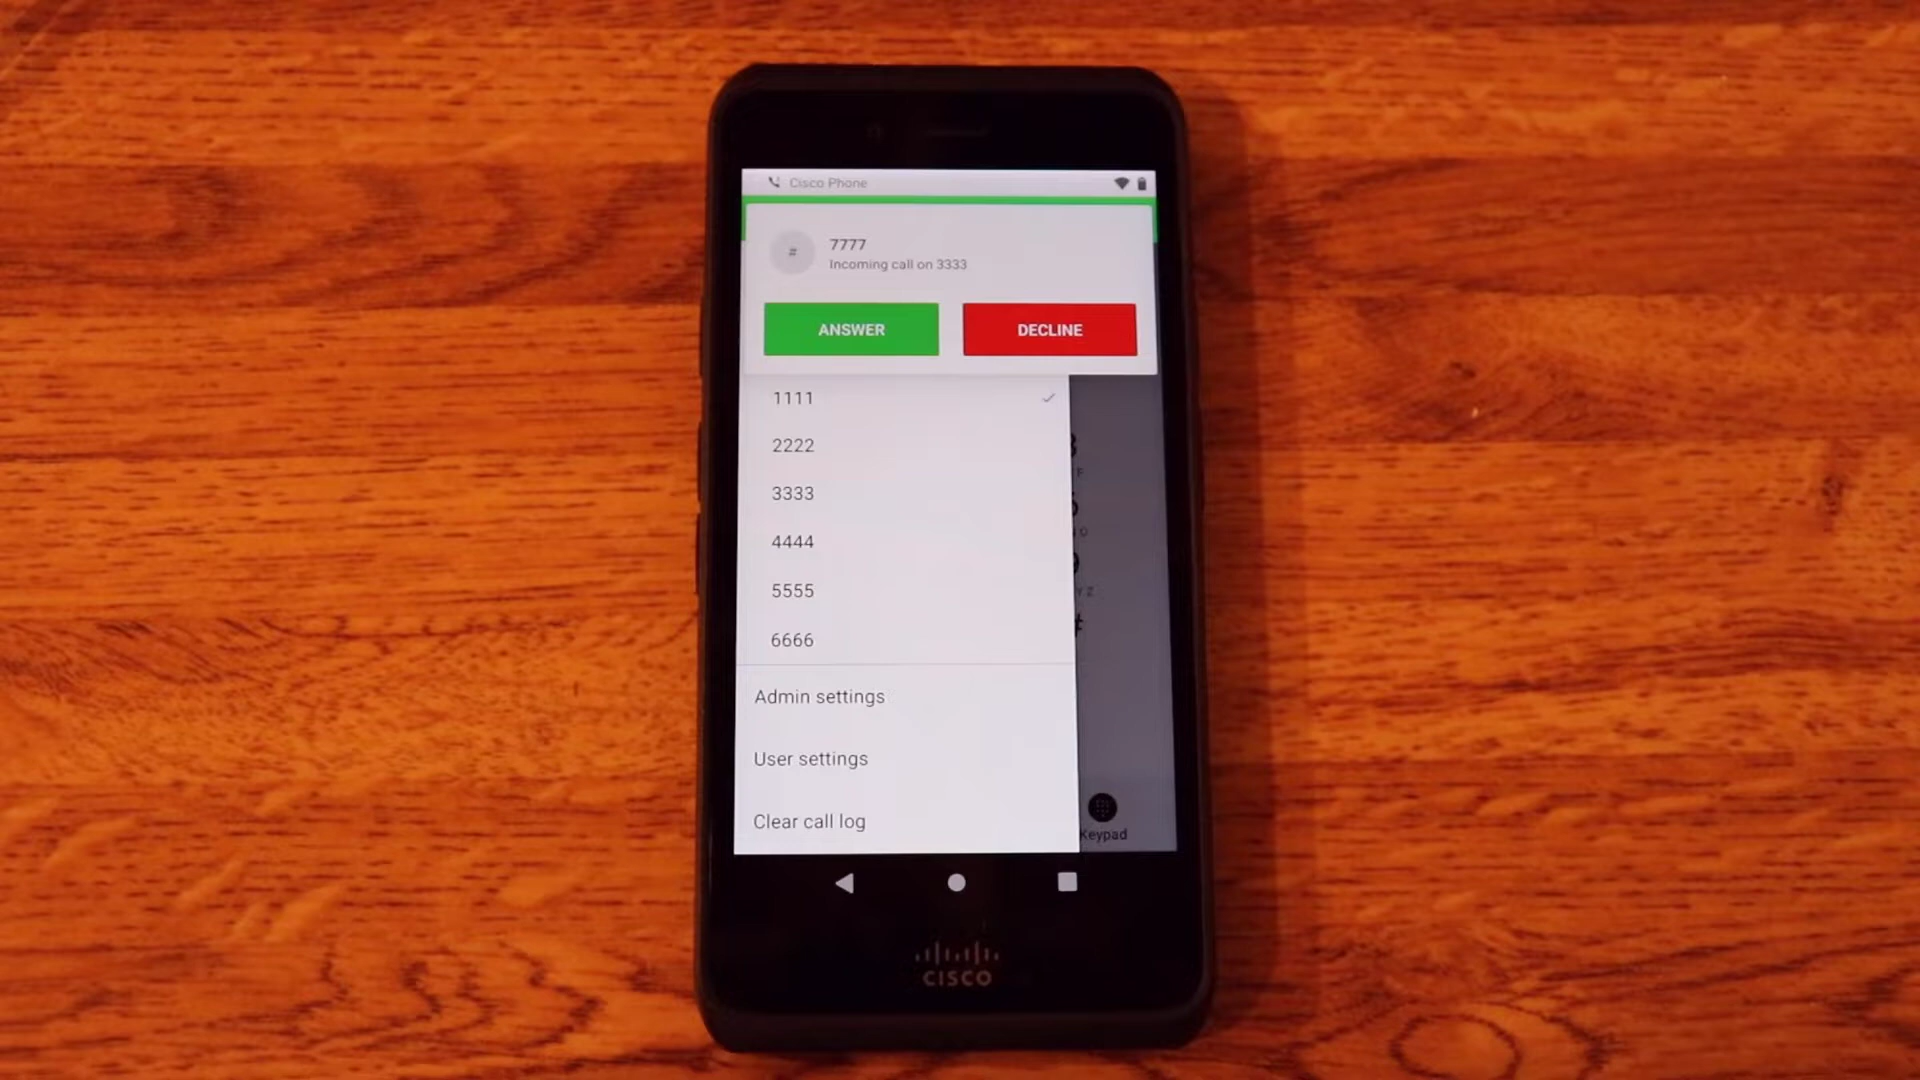 Cisco Phone
#
7777
Incoming call on 3333
ANSWER
DECLINE
1111
2222
3333
4444
5555
6666
Admin settings
User settings
Clear call log
F
O
Y Z
#
Keypad
CISCO